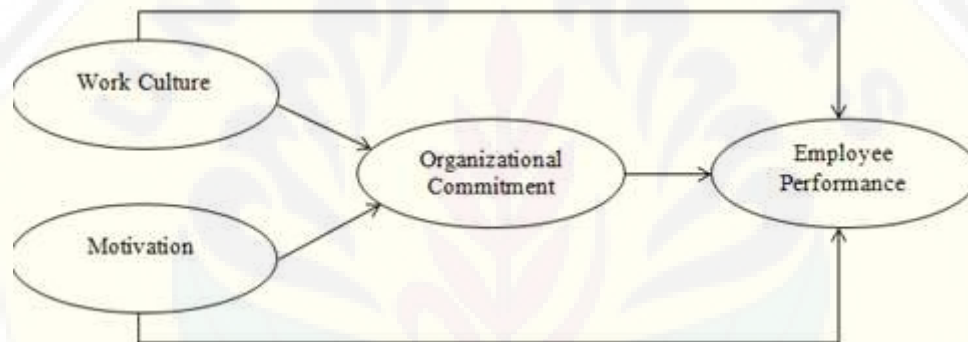 Work Culture
Organizational
Commitment
Employee
Performance
Motivation